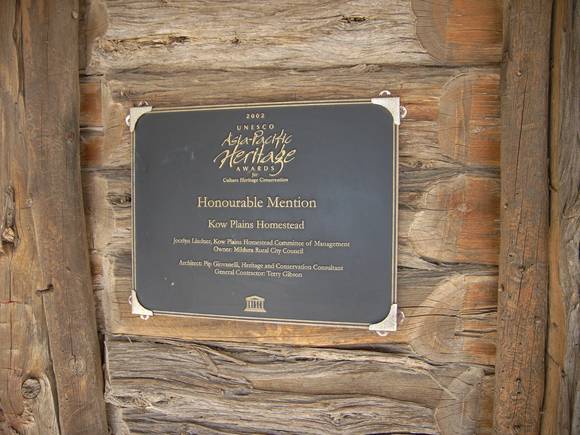 2002
UNESCO
Asia-Pacific
Heritage
AWARDS
for
Culture Heritage Conservation
Honourable Mention
Kow Plains Homestead
Jocelyn Lindner, Kow Plains Homestead Committee of Management
Owner: Mildura Rural City Council
Architect: Pip Giovanelli, Heritage and Conservation Consultant
General Contractor: Terry Gibson